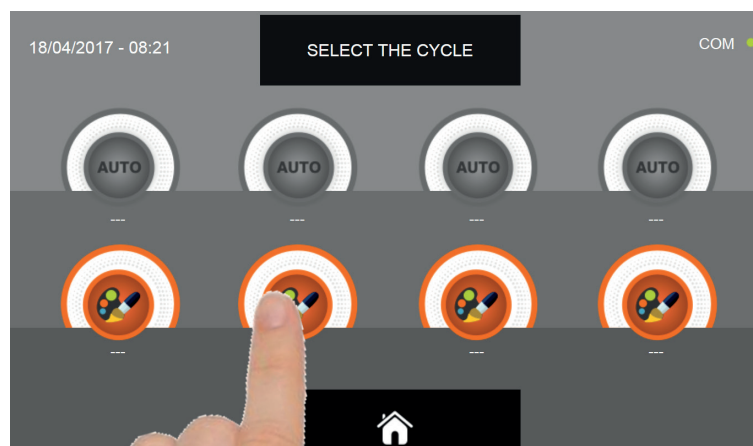 18/04/2017 - 08:21
SELECT THE CYCLE
COM
AUTO
AUTO
AUTO
AUTO
---
---
---
---
---
---
---